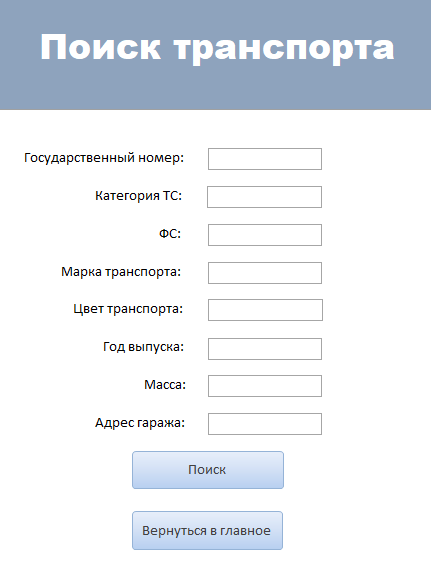 Поиск транспорта
Государственный номер:
Категория ТС:
ФС:
Марка транспорта:
Цвет транспорта:
Год выпуска:
Масса:
Адрес гаража:
Поиск
Вернуться в главное